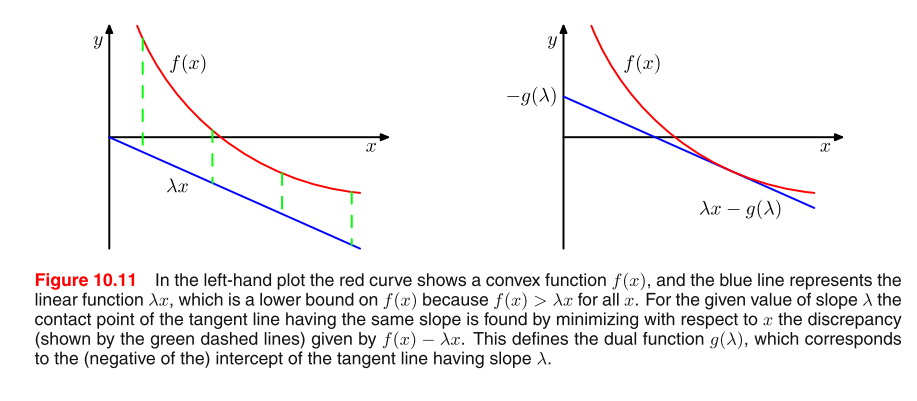 y
f(x)
x
λx
y
f(x)
−g(λ)
x
λx − g(λ)
Figure 10.11 In the left-hand plot the red curve shows a convex function f(x), and the blue line represents the
linear function λx, which is a lower bound on f(x) because f(x) > λx for all x. For the given value of slope λ the
contact point of the tangent line having the same slope is found by minimizing with respect to x the discrepancy
(shown by the green dashed lines) given by f(x) − λx. This defines the dual function g(λ), which corresponds
to the (negative of the) intercept of the tangent line having slope λ.